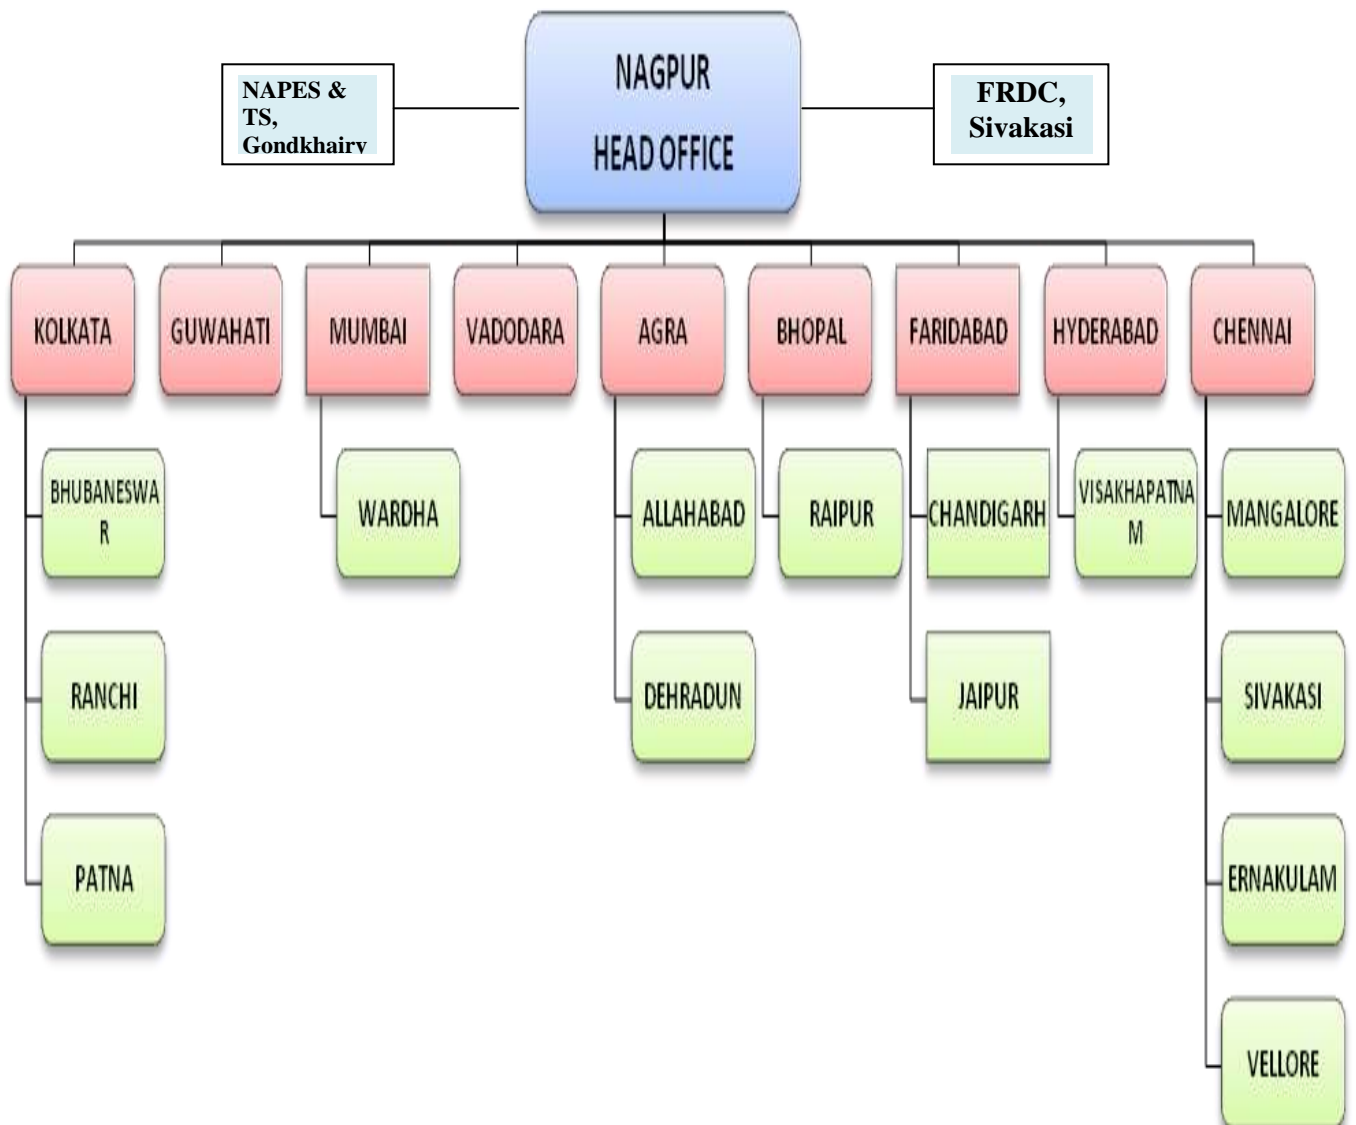 NAGPUR
HEAD OFFICE
NAPES &
TS,
Gondkhairy
FRDC,
Sivakasi
KOLKATA
GUWAHATI
MUMBAI
VADODARA
AGRA
BHOPAL
FARIDABAD
HYDERABAD
CHENNAI
BHUBANESWA
R
WARDHA
ALLAHABAD
RAIPUR
CHANDIGARH
VISAKHAPATNA
M
MANGALORE
RANCHI
DEHRADUN
JAIPUR
SIVAKASI
PATNA
ERNAKULAM
VELLORE